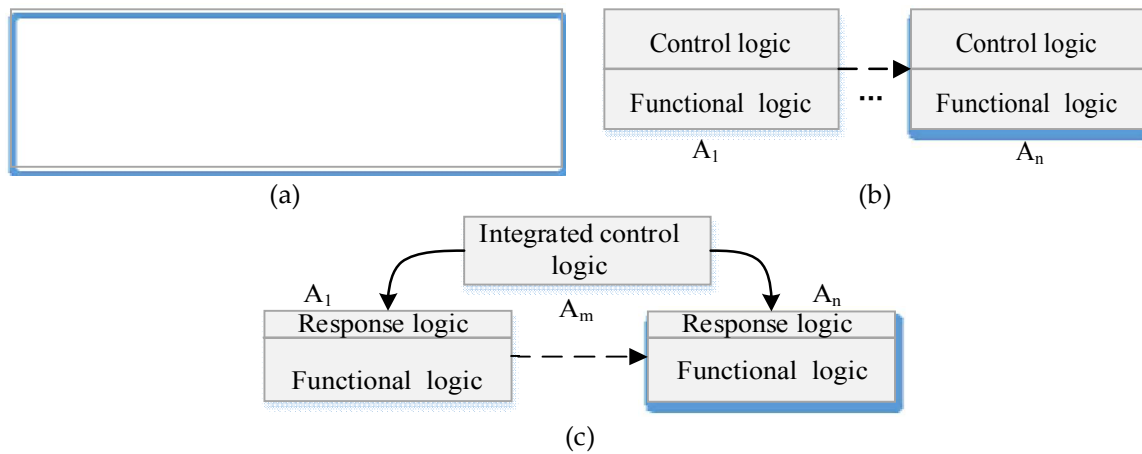 Control logic
Functional logic
A1
...
Control logic
Functional logic
An
(a)
(b)
Integrated control
logic
Am
A1
Response logic
Functional logic
An
Response logic
Functional logic
(c)